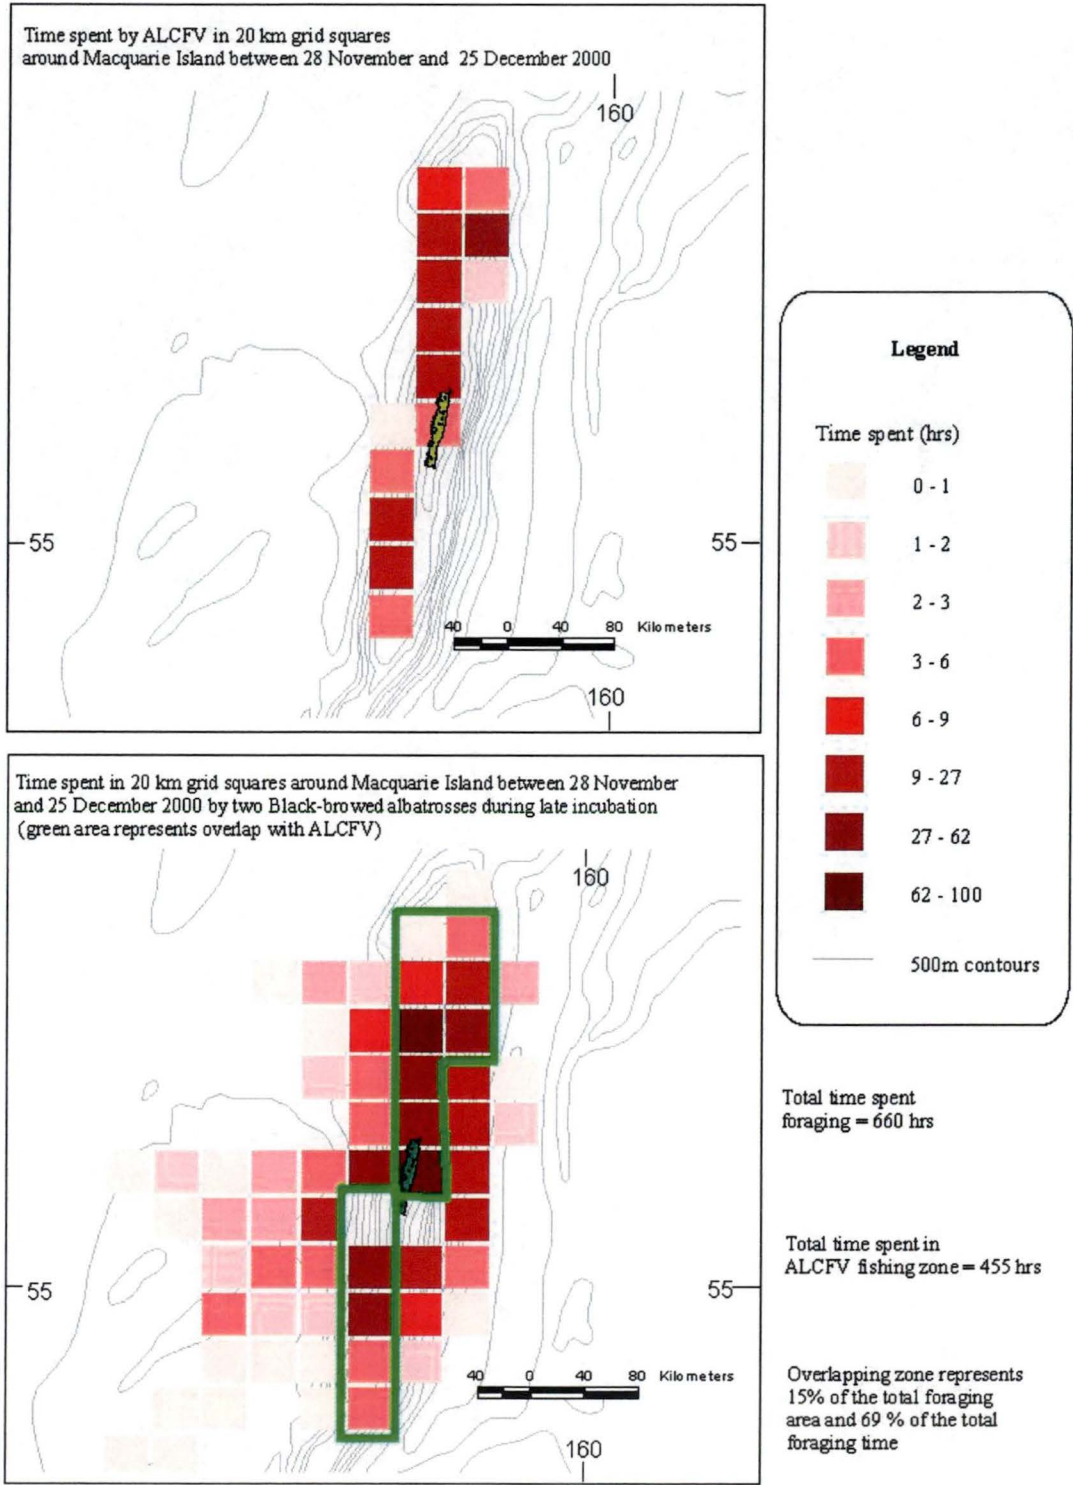 Time spent by ALCFV in 20 km grid squares
around Macquarie Island between 28 November and 25 December 2000
160
55
55
40 0 40 80 Kilometers
160
Legend
Time spent (hrs)
0 - 1
1 - 2
2 - 3
3 - 6
6 - 9
9 - 27
27 - 62
62 - 100
500m contours
Time spent in 20 km grid squares around Macquarie Island between 28 November
and 25 December 2000 by two Black-browed albatrosses during late incubation
(green area represents overlap with ALCFV)
160
55
55
40 0 40 80 Kilometers
160
Total time spent
foraging = 660 hrs
Total time spent in
ALCFV fishing zone = 455 hrs
Overlapping zone represents
15% of the total foraging
area and 69 % of the total
foraging time